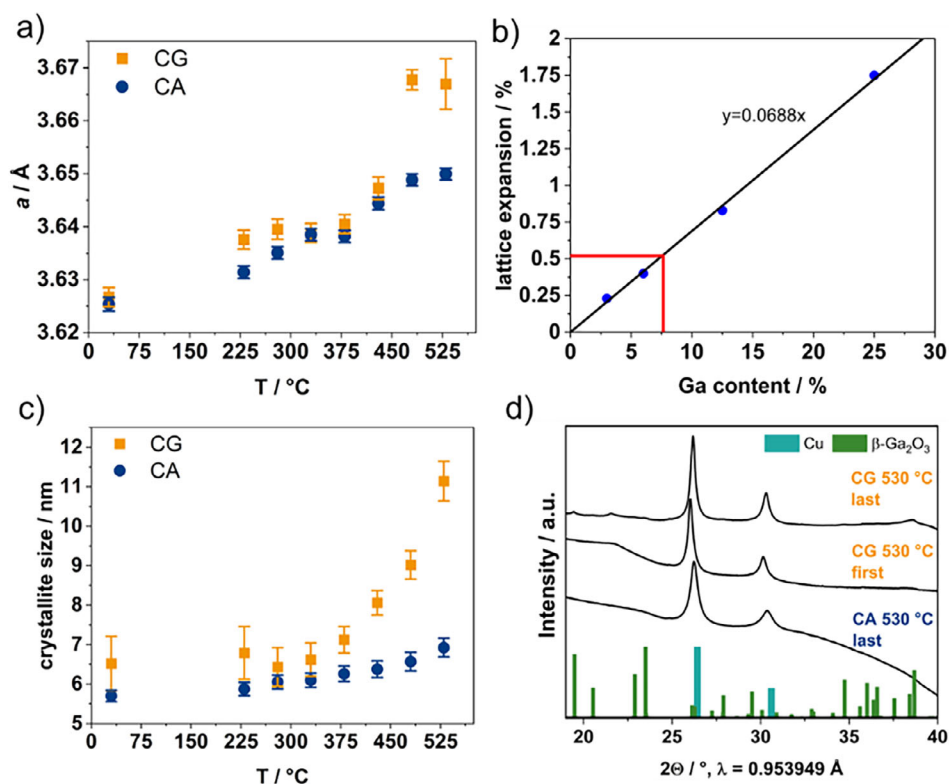 a)
CG
CA
3.67
3.66
3.65
3.64
3.63
3.62
a / Å
0 75 150 225 300 375 450 525
T / °C
b)
2
1.75
1.5
1.25
1
0.75
0.5
0.25
0
lattice expansion / %
y=0.0688x
0 5 10 15 20 25 30
Ga content / %
c)
CG
CA
12
11
10
9
8
7
6
5
crystallite size / nm
0 75 150 225 300 375 450 525
T / °C
d)
Cu β-Ga₂O₃
CG 530 °C
last
CG 530 °C
first
CA 530 °C
last
Intensity / a.u.
20 25 30 35 40
2Θ / °, λ = 0.953949 Å